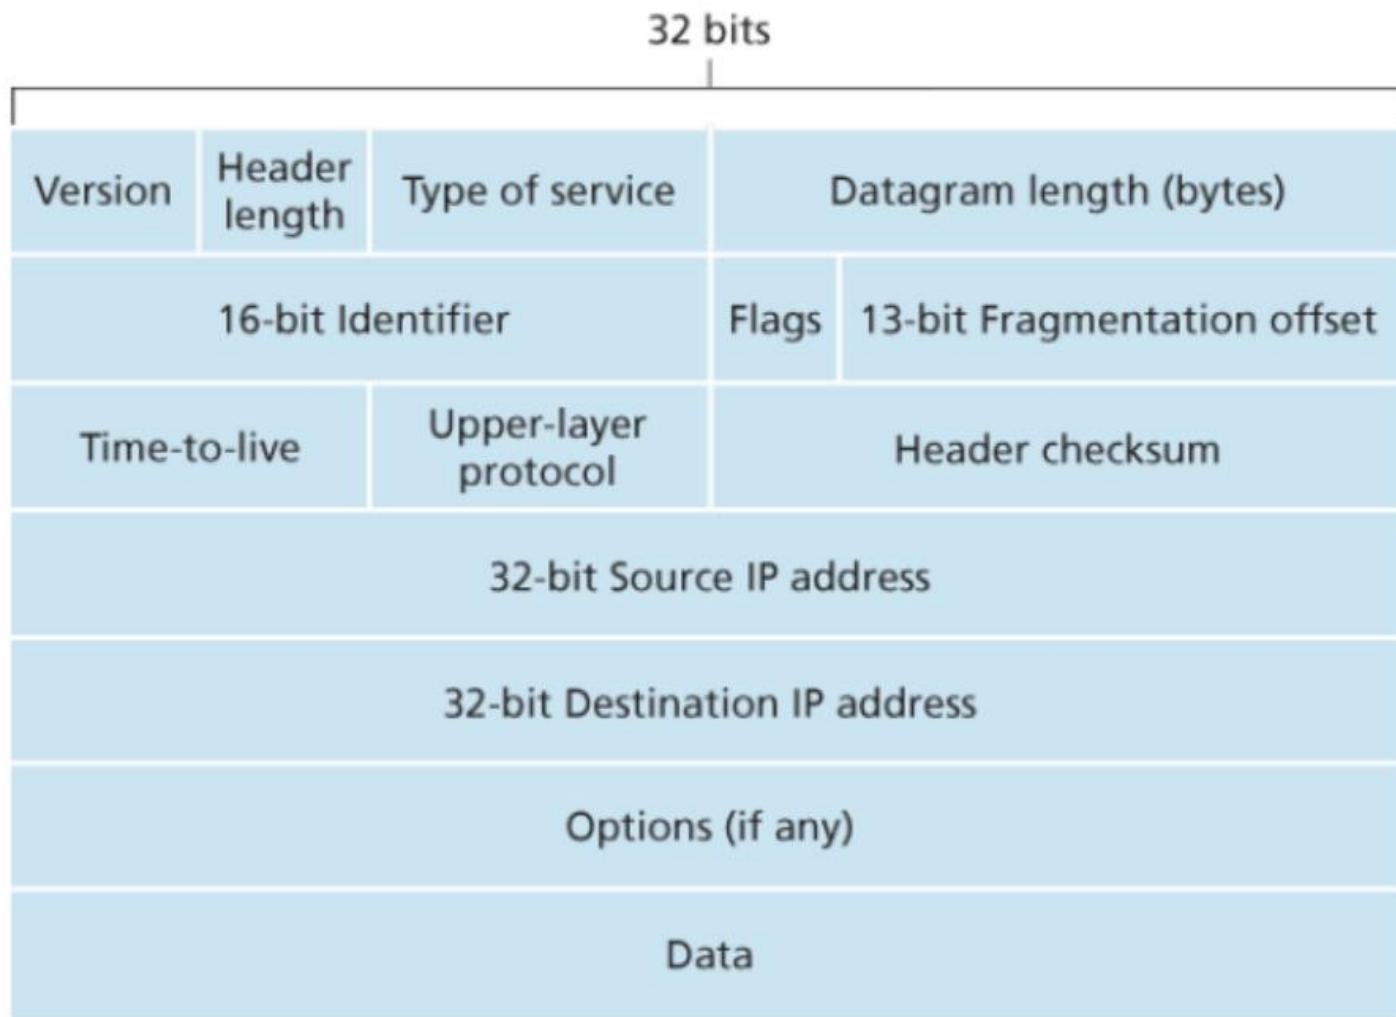 32 bits
Version
Header
length
Type of service
Datagram length (bytes)
16-bit Identifier
Flags
13-bit Fragmentation offset
Time-to-live
Upper-layer
protocol
Header checksum
32-bit Source IP address
32-bit Destination IP address
Options (if any)
Data